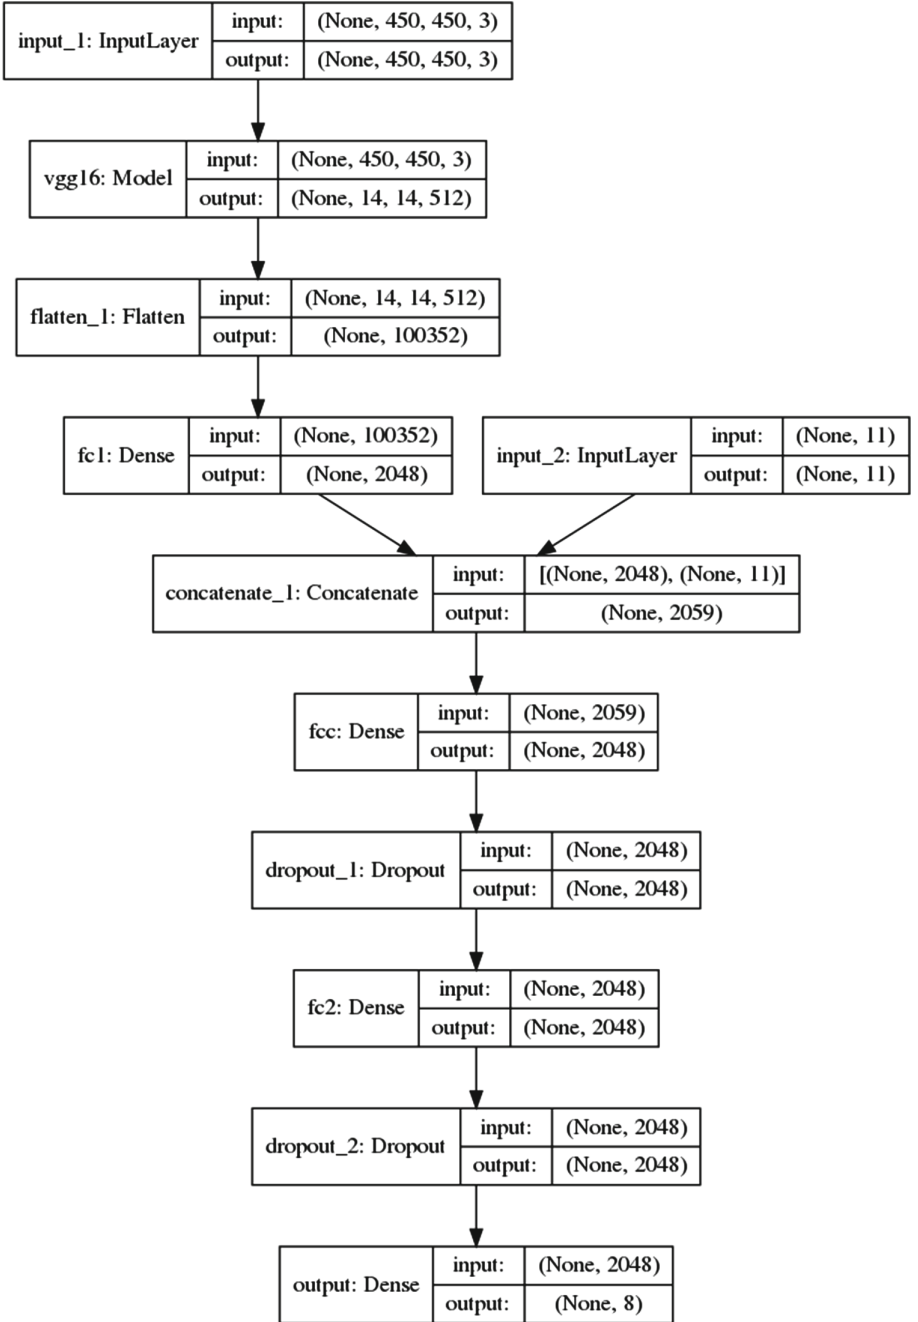 input_1: InputLayer
input: (None, 450, 450, 3)
output: (None, 450, 450, 3)
vgg16: Model
input: (None, 450, 450, 3)
output: (None, 14, 14, 512)
flatten_1: Flatten
input: (None, 14, 14, 512)
output: (None, 100352)
fc1: Dense
input: (None, 100352)
output: (None, 2048)
input_2: InputLayer
input: (None, 11)
output: (None, 11)
concatenate_1: Concatenate
input: [(None, 2048), (None, 11)]
output: (None, 2059)
fcc: Dense
input: (None, 2059)
output: (None, 2048)
dropout_1: Dropout
input: (None, 2048)
output: (None, 2048)
fc2: Dense
input: (None, 2048)
output: (None, 2048)
dropout_2: Dropout
input: (None, 2048)
output: (None, 2048)
output: Dense
input: (None, 2048)
output: (None, 8)